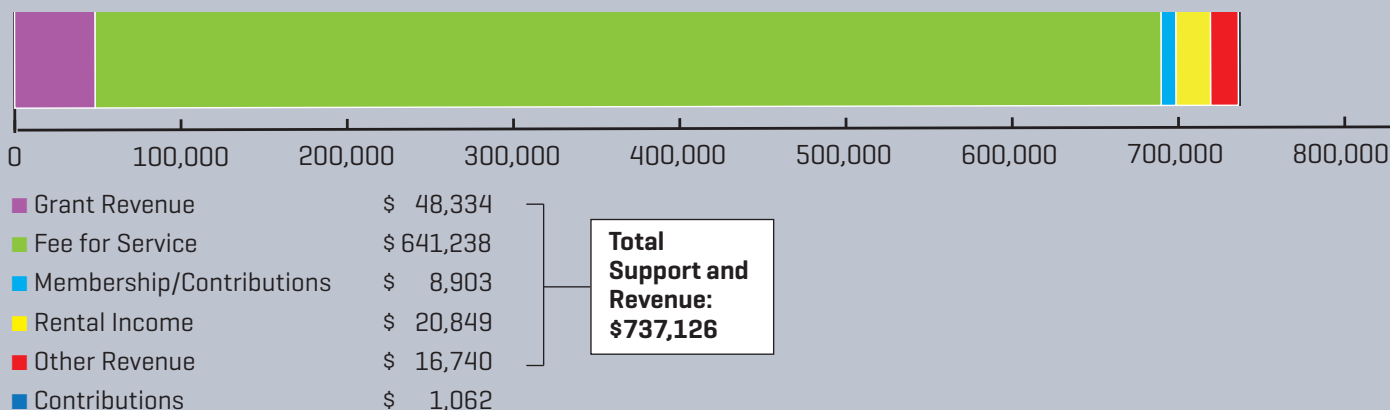 0 100,000 200,000 300,000 400,000 500,000 600,000 700,000 800,000
Grant Revenue $ 48,334
Fee for Service $ 641,238
Membership/Contributions $ 8,903
Rental Income $ 20,849
Other Revenue $ 16,740
Contributions $ 1,062
Total
Support and
Revenue:
$737,126